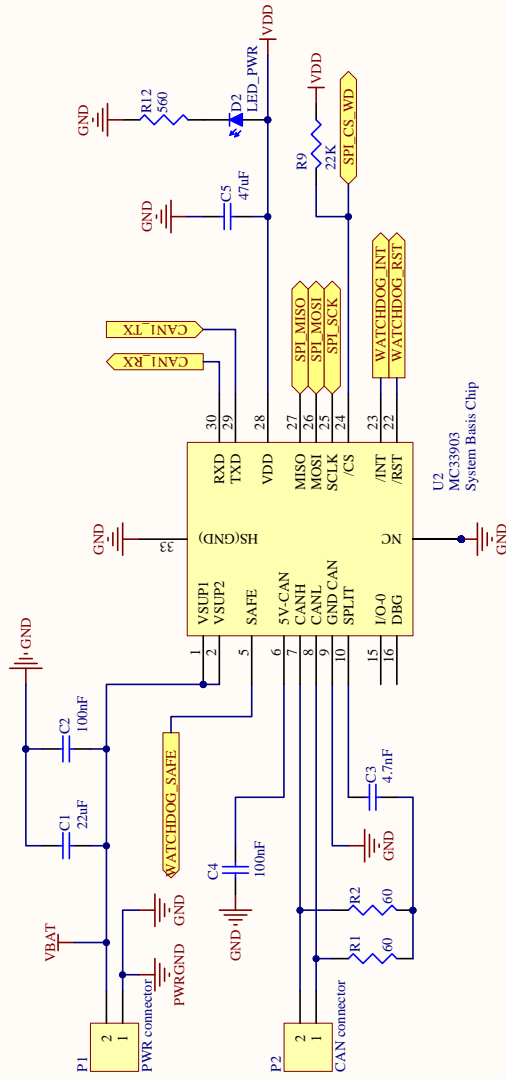 P1
2
1
PWR connector
VBAT
PWRGND
GND
C1
22uF
C2
100nF
GND
WATCHDOG_SAFE
C4
100nF
GND
P2
2
1
CAN connector
R1
60
R2
60
GND
C3
4.7nF
1
2
5
6
7
8
9
10
15
16
VSUP1
VSUP2
SAFE
5V-CAN
CANH
CANL
GND CAN
SPLIT
I/O-0
DBG
GND
33
HS(GND)
NC
GND
RXD
TXD
VDD
MISO
MOSI
SCLK
/CS
/INT
/RST
30
29
28
27
26
25
24
23
22
U2
MC33903
System Basis Chip
CAN1_RX
CAN1_TX
SPI_MISO
SPI_MOSI
SPI_SCK
WATCHDOG_INT
WATCHDOG_RST
GND
C5
47uF
GND
R12
560
D2
LED_PWR
VDD
R9
22K
VDD
SPI_CS_WD